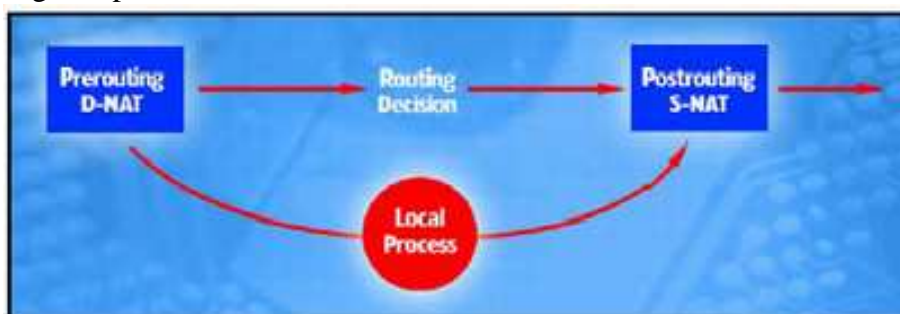 Prerouting
D-NAT
Routing
Decision
Postrouting
S-NAT
Local
Process